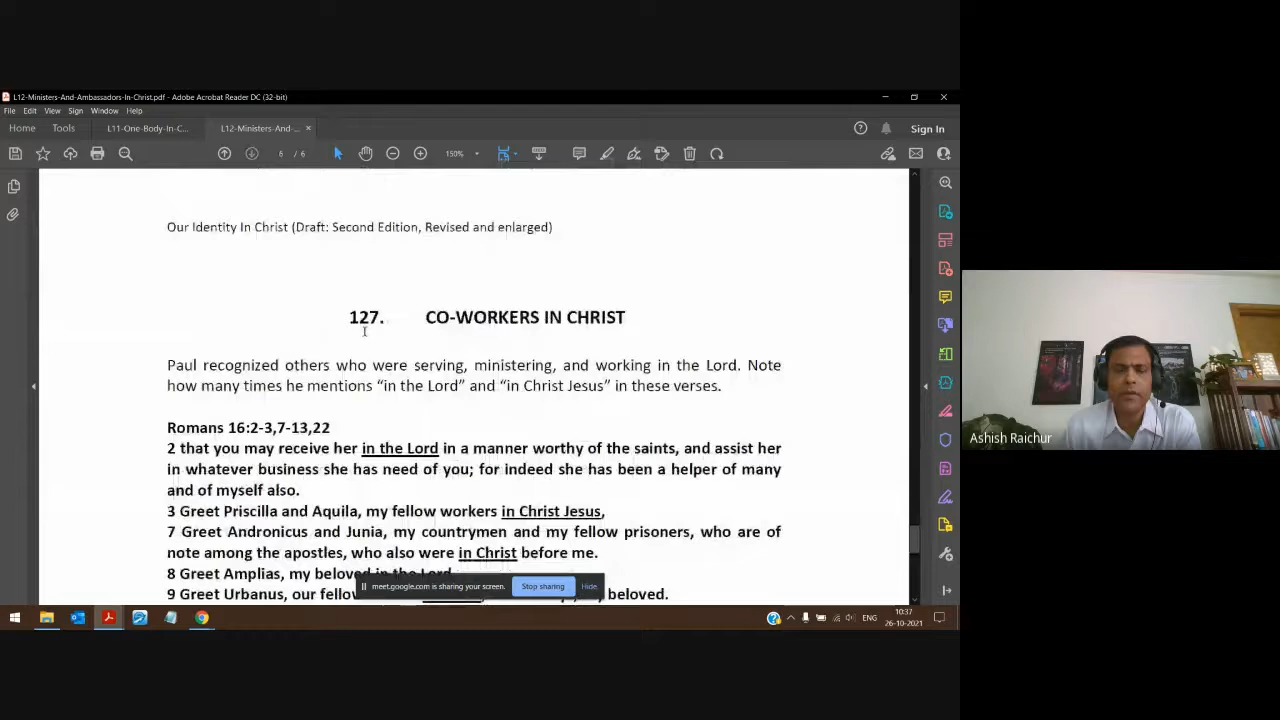 L12-Ministers-And-Ambassadors-In-Christ.pdf - Adobe Acrobat Reader DC (32-bit)
File Edit View Sign Window Help
Home Tools L11-One-Body-In-C... L12-Ministers-And-... × Sign In
6 / 6 150%
Our Identity In Christ (Draft: Second Edition, Revised and enlarged)
127. CO-WORKERS IN CHRIST
Paul recognized others who were serving, ministering, and working in the Lord. Note
how many times he mentions “in the Lord” and “in Christ Jesus” in these verses.
Romans 16:2-3,7-13,22
2 that you may receive her in the Lord in a manner worthy of the saints, and assist her
in whatever business she has need of you; for indeed she has been a helper of many
and of myself also.
3 Greet Priscilla and Aquila, my fellow workers in Christ Jesus,
7 Greet Andronicus and Junia, my countrymen and my fellow prisoners, who are of
note among the apostles, who also were in Christ before me.
8 Greet Amplias, my beloved in the Lord.
9 Greet Urbanus, our fellow beloved.
meet.google.com is sharing your screen. Stop sharing Hide
ENG 10:37
26-10-2021
Ashish Raichur